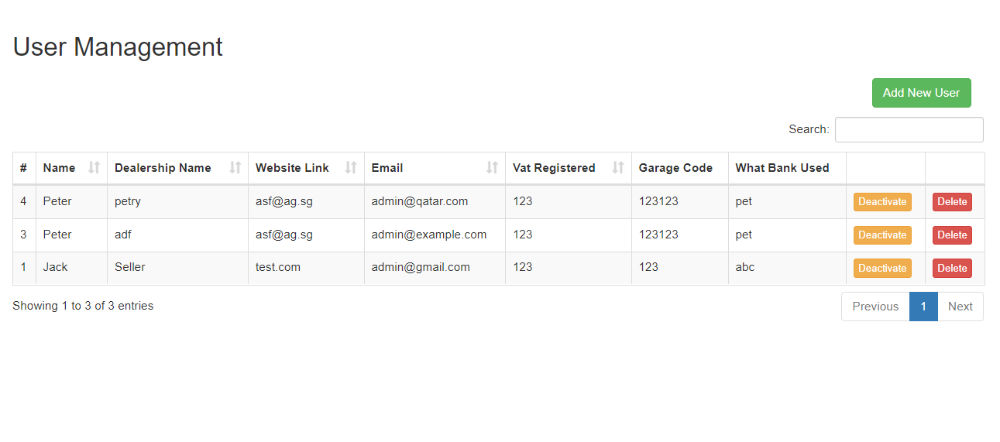 User Management
Add New User
Search:
# Name Dealership Name Website Link Email Vat Registered Garage Code What Bank Used
4 Peter petry asf@ag.sg admin@qatar.com 123 123123 pet Deactivate Delete
3 Peter adf asf@ag.sg admin@example.com 123 123123 pet Deactivate Delete
1 Jack Seller test.com admin@gmail.com 123 123 abc Deactivate Delete
Showing 1 to 3 of 3 entries Previous 1 Next